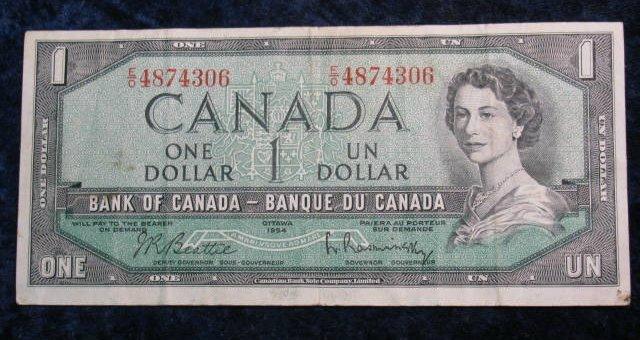 ONE UN
1 E/O 4874306 E/O 4874306 1
CANADA
ONE DOLLAR 1 UN DOLLAR
ONE DOLLAR
UN DOLLAR
BANK OF CANADA – BANQUE DU CANADA
WILL PAY TO THE BEARER ON DEMAND
OTTAWA 1954
PAIERA AU PORTEUR SUR DEMANDE
J.R. Beattie L. Rasminsky
DEPUTY GOVERNOR SOUS-GOUVERNEUR GOVERNOR GOUVERNEUR
ONE UN
ONE UN
Canadian Bank Note Company, Limited